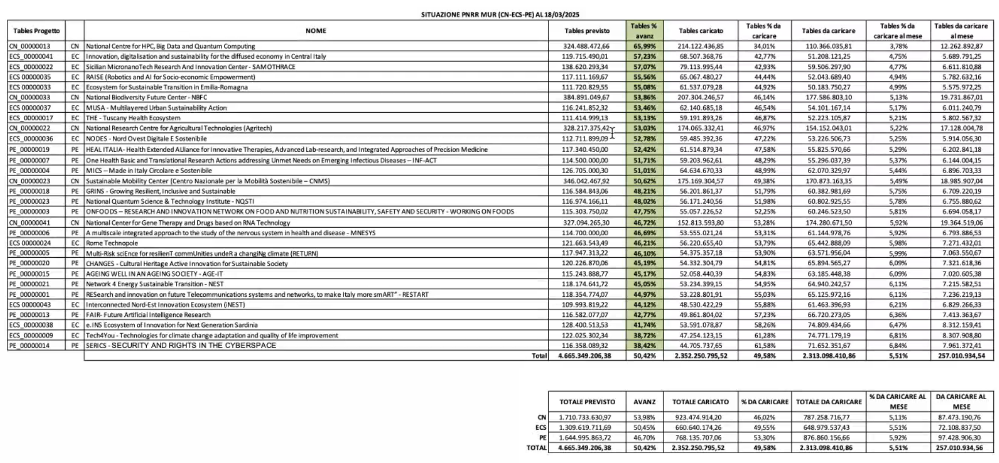 SITUAZIONE PNRR MUR (CN-ECS-PE) AL 18/03/2025
Tables Progetto NOME Tables previsto Tables % avanz Tables caricato Tables % da caricare Tables da caricare Tables % da caricare al mese Tables da caricare al mese
CN_00000013 CN National Centre for HPC, Big Data and Quantum Computing 324.488.472,66 65,99% 214.122.436,85 34,01% 110.366.035,81 3,78% 12.262.892,87
ECS_00000041 EC Innovation, digitalisation and sustainability for the diffused economy in Central Italy 119.715.490,01 57,23% 68.507.368,76 42,77% 51.208.121,25 4,75% 5.689.791,25
ECS_00000022 EC Sicilian MicronanoTech Research And Innovation Center - SAMOTHRACE 138.620.293,34 57,07% 79.113.995,44 42,93% 59.506.297,90 4,77% 6.611.810,88
ECS 00000035 EC RAISE (Robotics and AI for Socio-economic Empowerment) 117.111.169,67 55,56% 65.067.480,27 44,44% 52.043.689,40 4,94% 5.782.632,16
ECS 00000033 EC Ecosystem for Sustainable Transition in Emilia-Romagna 111.720.829,55 55,08% 61.537.079,28 44,92% 50.183.750,27 4,99% 5.575.972,25
CN_00000033 CN National Biodiversity Future Center - NBFC 384.891.049,67 53,86% 207.304.246,57 46,14% 177.586.803,10 5,13% 19.731.867,01
ECS 00000037 EC MUSA - Multilayered Urban Sustainability Action 116.241.852,32 53,46% 62.140.685,18 46,54% 54.101.167,14 5,17% 6.011.240,79
ECS_00000017 EC THE - Tuscany Health Ecosystem 111.414.999,13 53,13% 59.191.893,26 46,87% 52.223.105,87 5,21% 5.802.567,32
CN_00000022 CN National Research Centre for Agricultural Technologies (Agritech) 328.217.375,42 53,03% 174.065.332,41 46,97% 154.152.043,01 5,22% 17.128.004,78
ECS_00000036 EC NODES - Nord Ovest Digitale E Sostenibile 112.711.899,09 52,78% 59.485.392,36 47,22% 53.226.506,73 5,25% 5.914.056,30
PE_00000019 PE HEAL ITALIA- Health Extended ALliance for Innovative Therapies, Advanced Lab-research, and Integrated Approaches of Precision Medicine 117.340.450,00 52,42% 61.514.879,34 47,58% 55.825.570,66 5,29% 6.202.841,18
PE_00000007 PE One Health Basic and Translational Research Actions addressing Unmet Needs on Emerging Infectious Diseases – INF-ACT 114.500.000,00 51,71% 59.203.962,61 48,29% 55.296.037,39 5,37% 6.144.004,15
PE_00000004 PE MICS – Made in Italy Circolare e Sostenibile 126.705.000,30 51,01% 64.634.670,33 48,99% 62.070.329,97 5,44% 6.896.703,33
CN_00000023 CN Sustainable Mobility Center (Centro Nazionale per la Mobilità Sostenibile – CNMS) 346.042.467,92 50,62% 175.169.304,57 49,38% 170.873.163,35 5,49% 18.985.907,04
PE_00000018 PE GRINS - Growing Resilient, Inclusive and Sustainable 116.584.843,06 48,21% 56.201.861,37 51,79% 60.382.981,69 5,75% 6.709.220,19
PE_00000023 PE National Quantum Science & Technology Institute - NQSTI 116.974.166,11 48,02% 56.171.240,56 51,98% 60.802.925,55 5,78% 6.755.880,62
PE_00000003 PE ONFOODS – RESEARCH AND INNOVATION NETWORK ON FOOD AND NUTRITION SUSTAINABILITY, SAFETY AND SECURITY - WORKING ON FOODS 115.303.750,02 47,75% 55.057.226,52 52,25% 60.246.523,50 5,81% 6.694.058,17
CN_00000041 CN National Center for Gene Therapy and Drugs based on RNA Technology 327.094.265,30 46,72% 152.813.593,80 53,28% 174.280.671,50 5,92% 19.364.519,06
PE_00000006 PE A multiscale integrated approach to the study of the nervous system in health and disease - MNESYS 114.700.000,00 46,69% 53.555.021,24 53,31% 61.144.978,76 5,92% 6.793.886,53
ECS 00000024 EC Rome Technopole 121.663.543,49 46,21% 56.220.655,40 53,79% 65.442.888,09 5,98% 7.271.432,01
PE_00000005 PE Multi-Risk sciEnce for resilienT commUnities undeR a changiNg climate (RETURN) 117.947.313,22 46,10% 54.375.357,18 53,90% 63.571.956,04 5,99% 7.063.550,67
PE_00000020 PE CHANGES - Cultural Heritage Active Innovation for Sustainable Society 120.226.870,06 45,19% 54.332.304,79 54,81% 65.894.565,27 6,09% 7.321.618,36
PE_00000015 PE AGEING WELL IN AN AGEING SOCIETY - AGE-IT 115.243.888,77 45,17% 52.058.440,39 54,83% 63.185.448,38 6,09% 7.020.605,38
PE_00000021 PE Network 4 Energy Sustainable Transition - NEST 118.174.641,72 45,05% 53.234.399,15 54,95% 64.940.242,57 6,11% 7.215.582,51
PE_00000001 PE RESearch and innovation on future Telecommunications systems and networks, to make Italy more smART” - RESTART 118.354.774,07 44,97% 53.228.801,91 55,03% 65.125.972,16 6,11% 7.236.219,13
ECS 00000043 EC Interconnected Nord-Est Innovation Ecosystem (iNEST) 109.993.819,22 44,12% 48.530.422,29 55,88% 61.463.396,93 6,21% 6.829.266,33
PE_00000013 PE FAIR- Future Artificial Intelligence Research 116.582.077,07 42,77% 49.861.804,02 57,23% 66.720.273,05 6,36% 7.413.363,67
ECS_00000038 EC e.INS Ecosystem of Innovation for Next Generation Sardinia 128.400.513,53 41,74% 53.591.078,87 58,26% 74.809.434,66 6,47% 8.312.159,41
ECS_00000009 EC Tech4You - Technologies for climate change adaptation and quality of life improvement 122.025.302,34 38,72% 47.254.123,15 61,28% 74.771.179,19 6,81% 8.307.908,80
PE_00000014 PE SERICS - SECURITY AND RIGHTS IN THE CYBERSPACE 116.358.089,32 38,42% 44.705.737,65 61,58% 71.652.351,67 6,84% 7.961.372,41
Total 4.665.349.206,38 50,42% 2.352.250.795,52 49,58% 2.313.098.410,86 5,51% 257.010.934,54
TOTALE PREVISTO AVANZ TOTALE CARICATO % DA CARICARE TOTALE DA CARICARE % DA CARICARE AL MESE DA CARICARE AL MESE
CN 1.710.733.630,97 53,98% 923.474.914,20 46,02% 787.258.716,77 5,11% 87.473.190,76
ECS 1.309.619.711,69 50,45% 660.640.174,26 49,55% 648.979.537,43 5,51% 72.108.837,50
PE 1.644.995.863,72 46,70% 768.135.707,06 53,30% 876.860.156,66 5,92% 97.428.906,30
TOTAL 4.665.349.206,38 50,42% 2.352.250.795,52 49,58% 2.313.098.410,86 5,51% 257.010.934,56